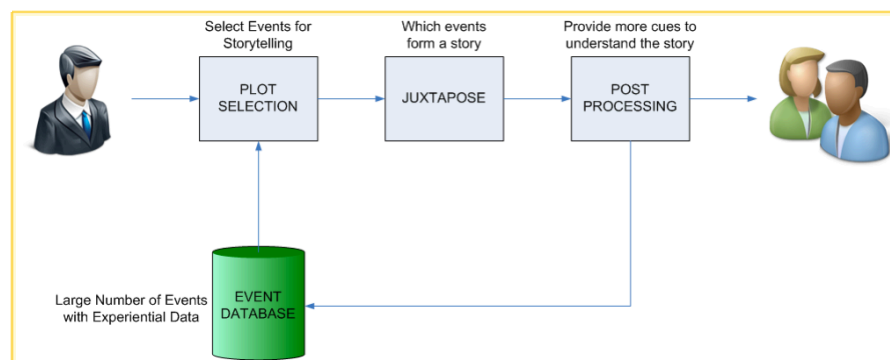 Select Events for
Storytelling
Which events
form a story
Provide more cues to
understand the story
PLOT
SELECTION
JUXTAPOSE
POST
PROCESSING
Large Number of Events
with Experiential Data
EVENT
DATABASE